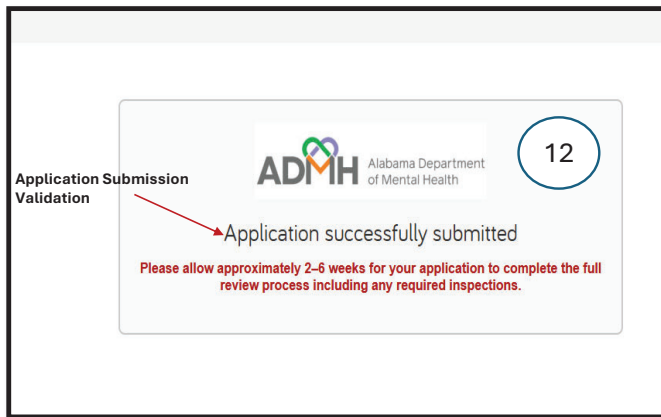 ADMH
Alabama Department
of Mental Health
12
Application Submission
Validation
Application successfully submitted
Please allow approximately 2–6 weeks for your application to complete the full
review process including any required inspections.